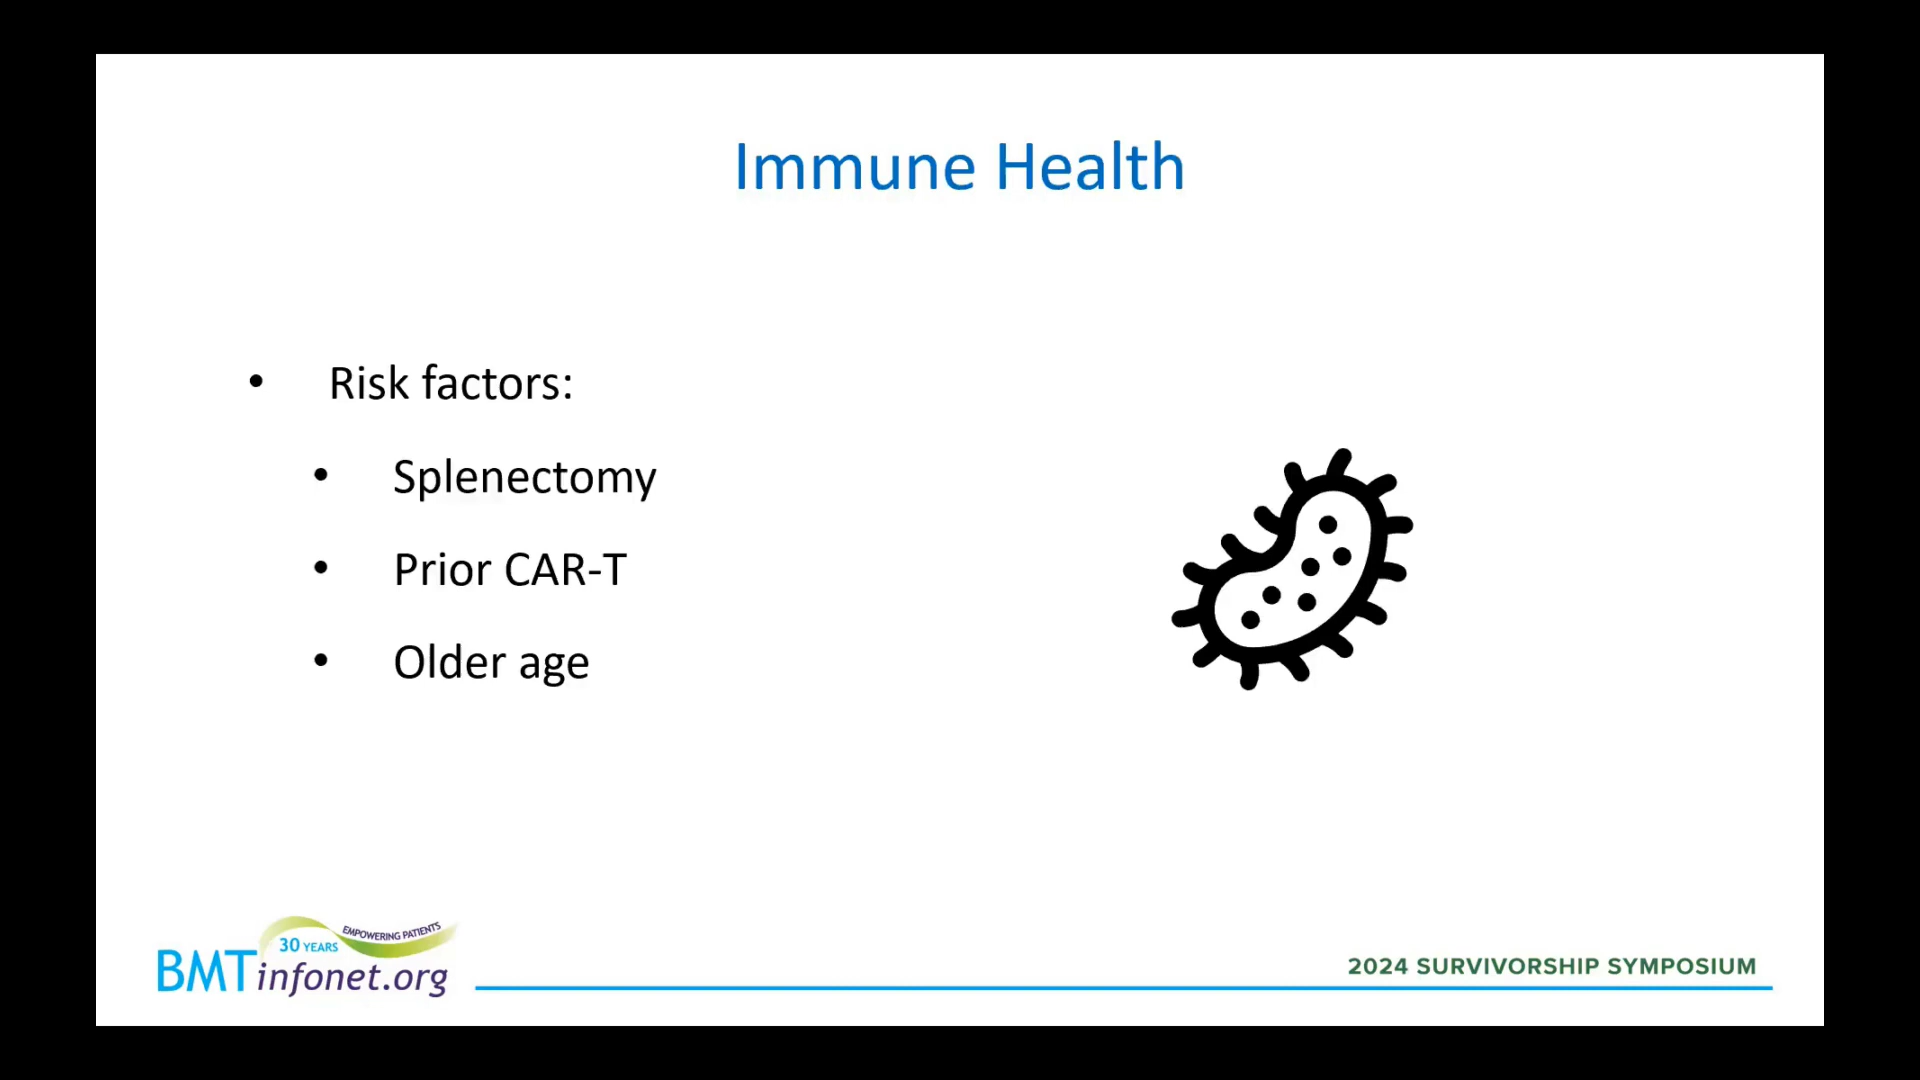 Immune Health
• Risk factors:
• Splenectomy
• Prior CAR-T
• Older age
30 YEARS EMPOWERING PATIENTS
BMTinfonet.org
2024 SURVIVORSHIP SYMPOSIUM